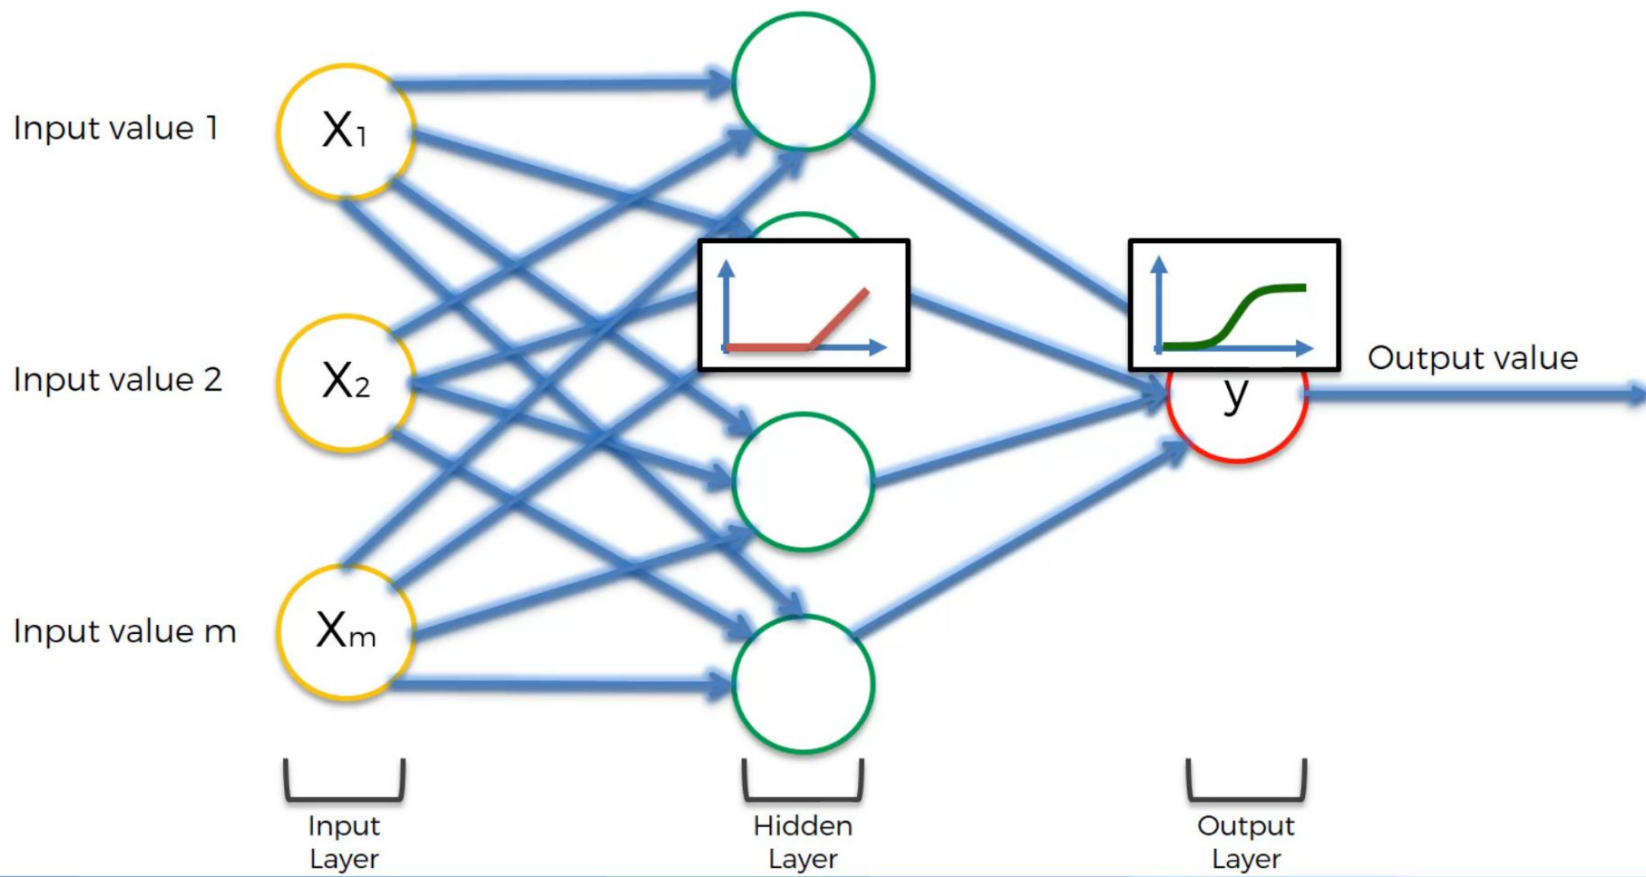 Input value 1
X1
Input value 2
X2
Input value m
Xm
y
Output value
Input
Layer
Hidden
Layer
Output
Layer